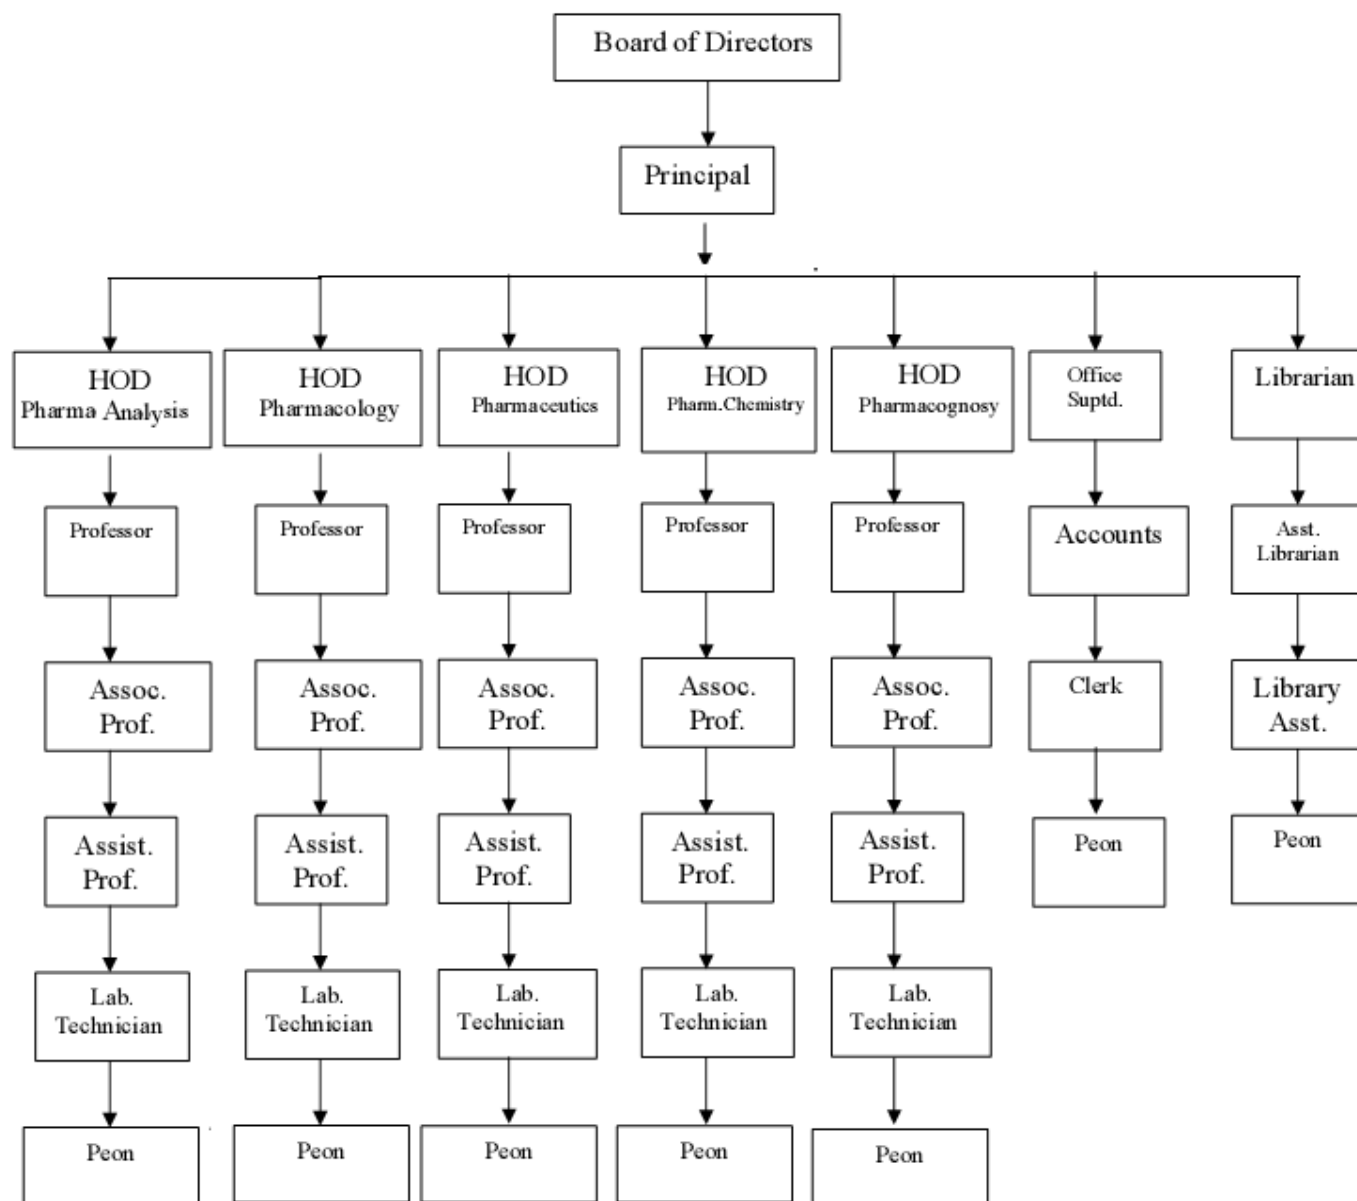 Board of Directors
Principal
HOD
Pharma Analysis
HOD
Pharmacology
HOD
Pharmaceutics
HOD
Pharm.Chemistry
HOD
Pharmacognosy
Office
Suptd.
Librarian
Professor
Professor
Professor
Professor
Professor
Accounts
Asst.
Librarian
Assoc.
Prof.
Assoc.
Prof.
Assoc.
Prof.
Assoc.
Prof.
Assoc.
Prof.
Clerk
Library
Asst.
Assist.
Prof.
Assist.
Prof.
Assist.
Prof.
Assist.
Prof.
Assist.
Prof.
Peon
Peon
Lab.
Technician
Lab.
Technician
Lab.
Technician
Lab.
Technician
Lab.
Technician
Peon
Peon
Peon
Peon
Peon